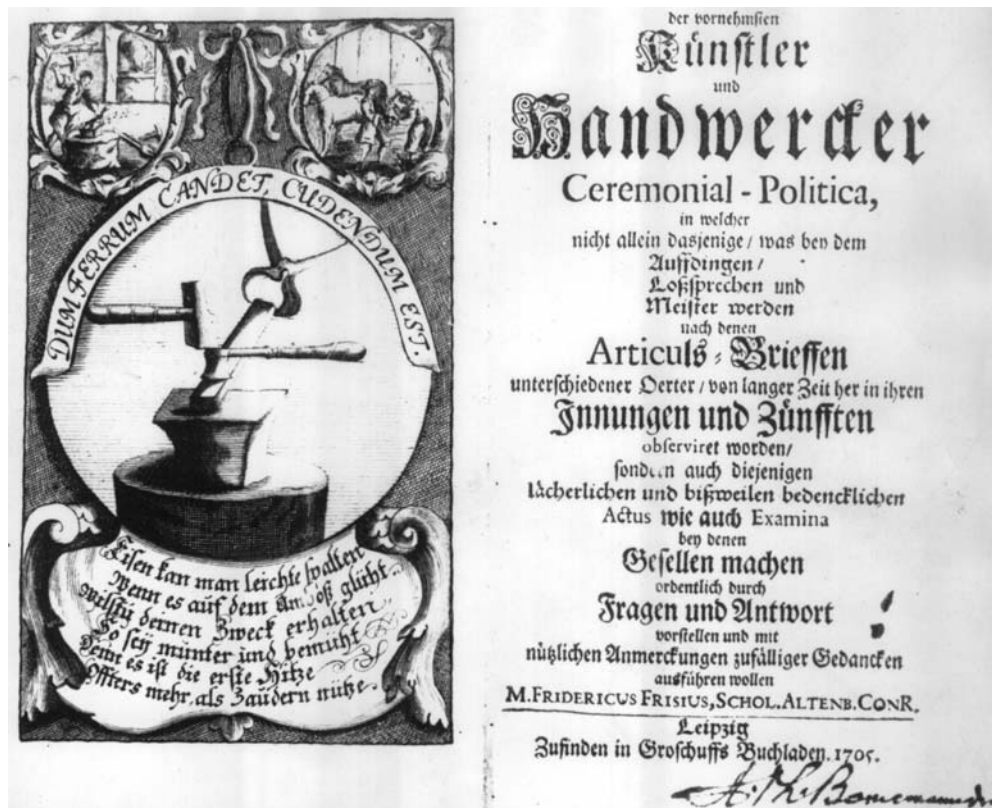 DUM FERRUM CANDET, CUDENDUM EST.
Eisen kan man leichte spalten
Wenn es auf dem Amboß glüht.
Wilstu deinen Zweck erhalten
So sey munter und bemüht
Denn es ist die erste Hitze
Offters mehr, als Zaudern nütze.
der vornehmsten
Künstler
und
Handwercker
Ceremonial-Politica,
in welcher
nicht allein dasjenige / was bey dem
Auffdingen /
Loßsprechen und
Meister werden
nach denen
Articuls-Brieffen
unterschiedener Oerter / von langer Zeit her in ihren
Innungen und Zünfften
observiret worden /
sondern auch diejenigen
lächerlichen und bißweilen bedencklichen
Actus wie auch Examina
bey denen
Gesellen machen
ordentlich durch
Fragen und Antwort
vorstellen und mit
nützlichen Anmerckungen zufälliger Gedancken
ausführen wollen
M. FRIDERICUS FRISIUS, SCHOL. ALTENB. CONR.
Leipzig
Zufinden in Groschuffs Buchladen. 1705.